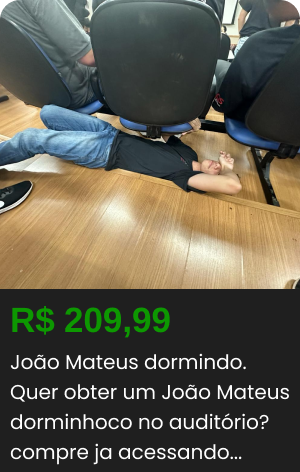 R$ 209,99
João Mateus dormindo.
Quer obter um João Mateus
dorminhoco no auditório?
compre ja acessando...